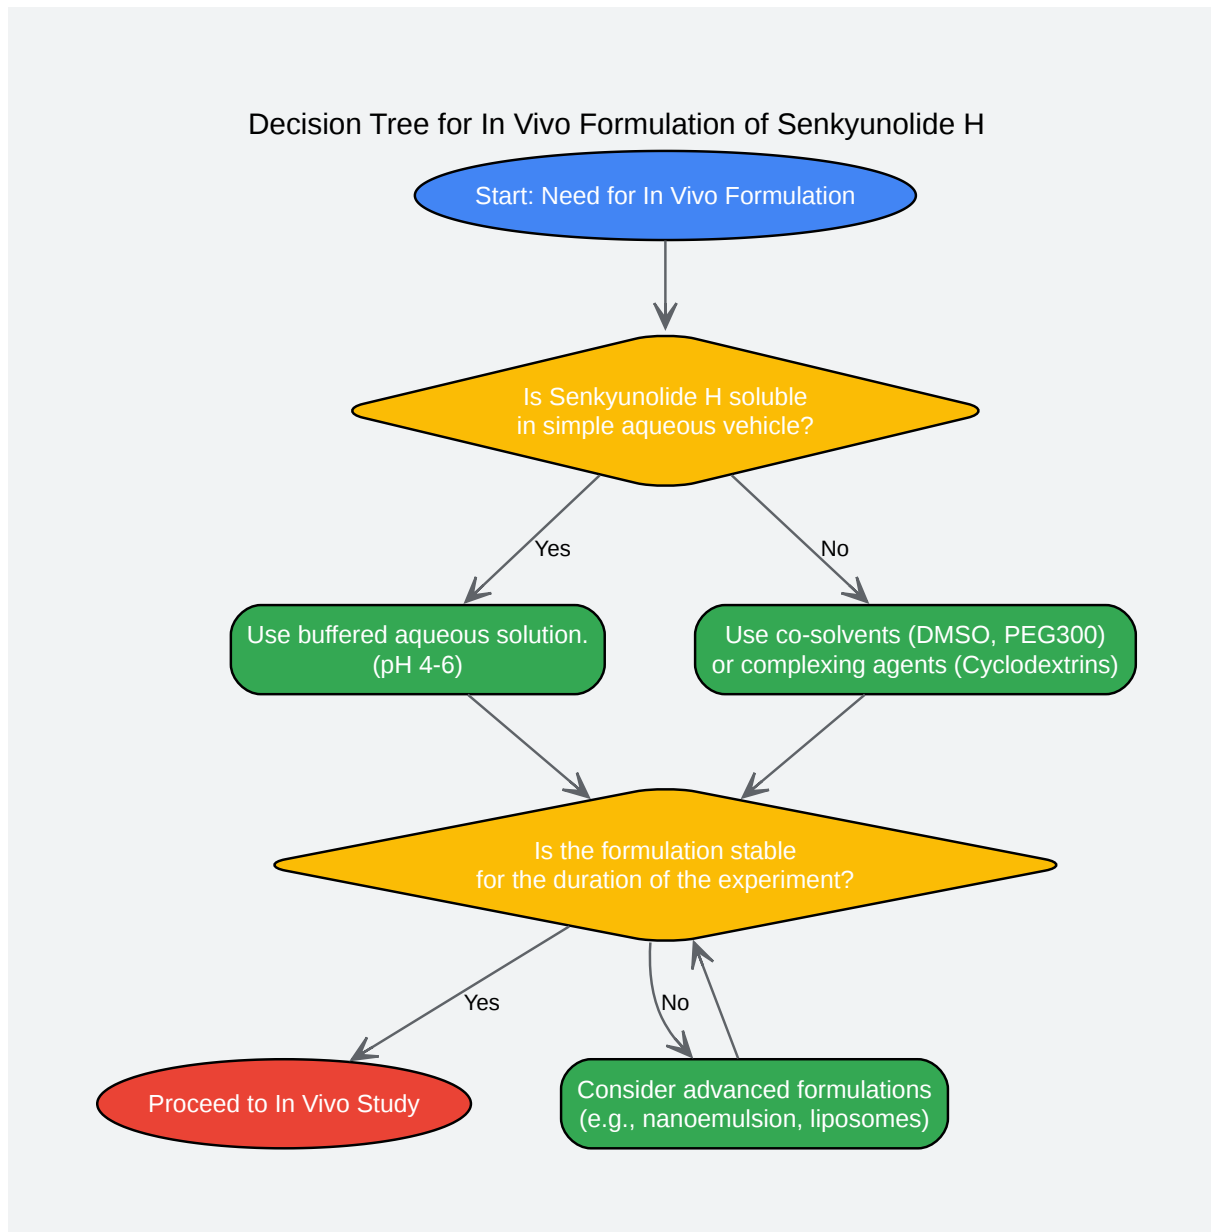 Decision Tree for In Vivo Formulation of Senkyunolide H
Start: Need for In Vivo Formulation
Is Senkyunolide H soluble
in simple aqueous vehicle?
Yes
No
Use buffered aqueous solution.
(pH 4-6)
Use co-solvents (DMSO, PEG300)
or complexing agents (Cyclodextrins)
Is the formulation stable
for the duration of the experiment?
Yes
No
Proceed to In Vivo Study
Consider advanced formulations
(e.g., nanoemulsion, liposomes)